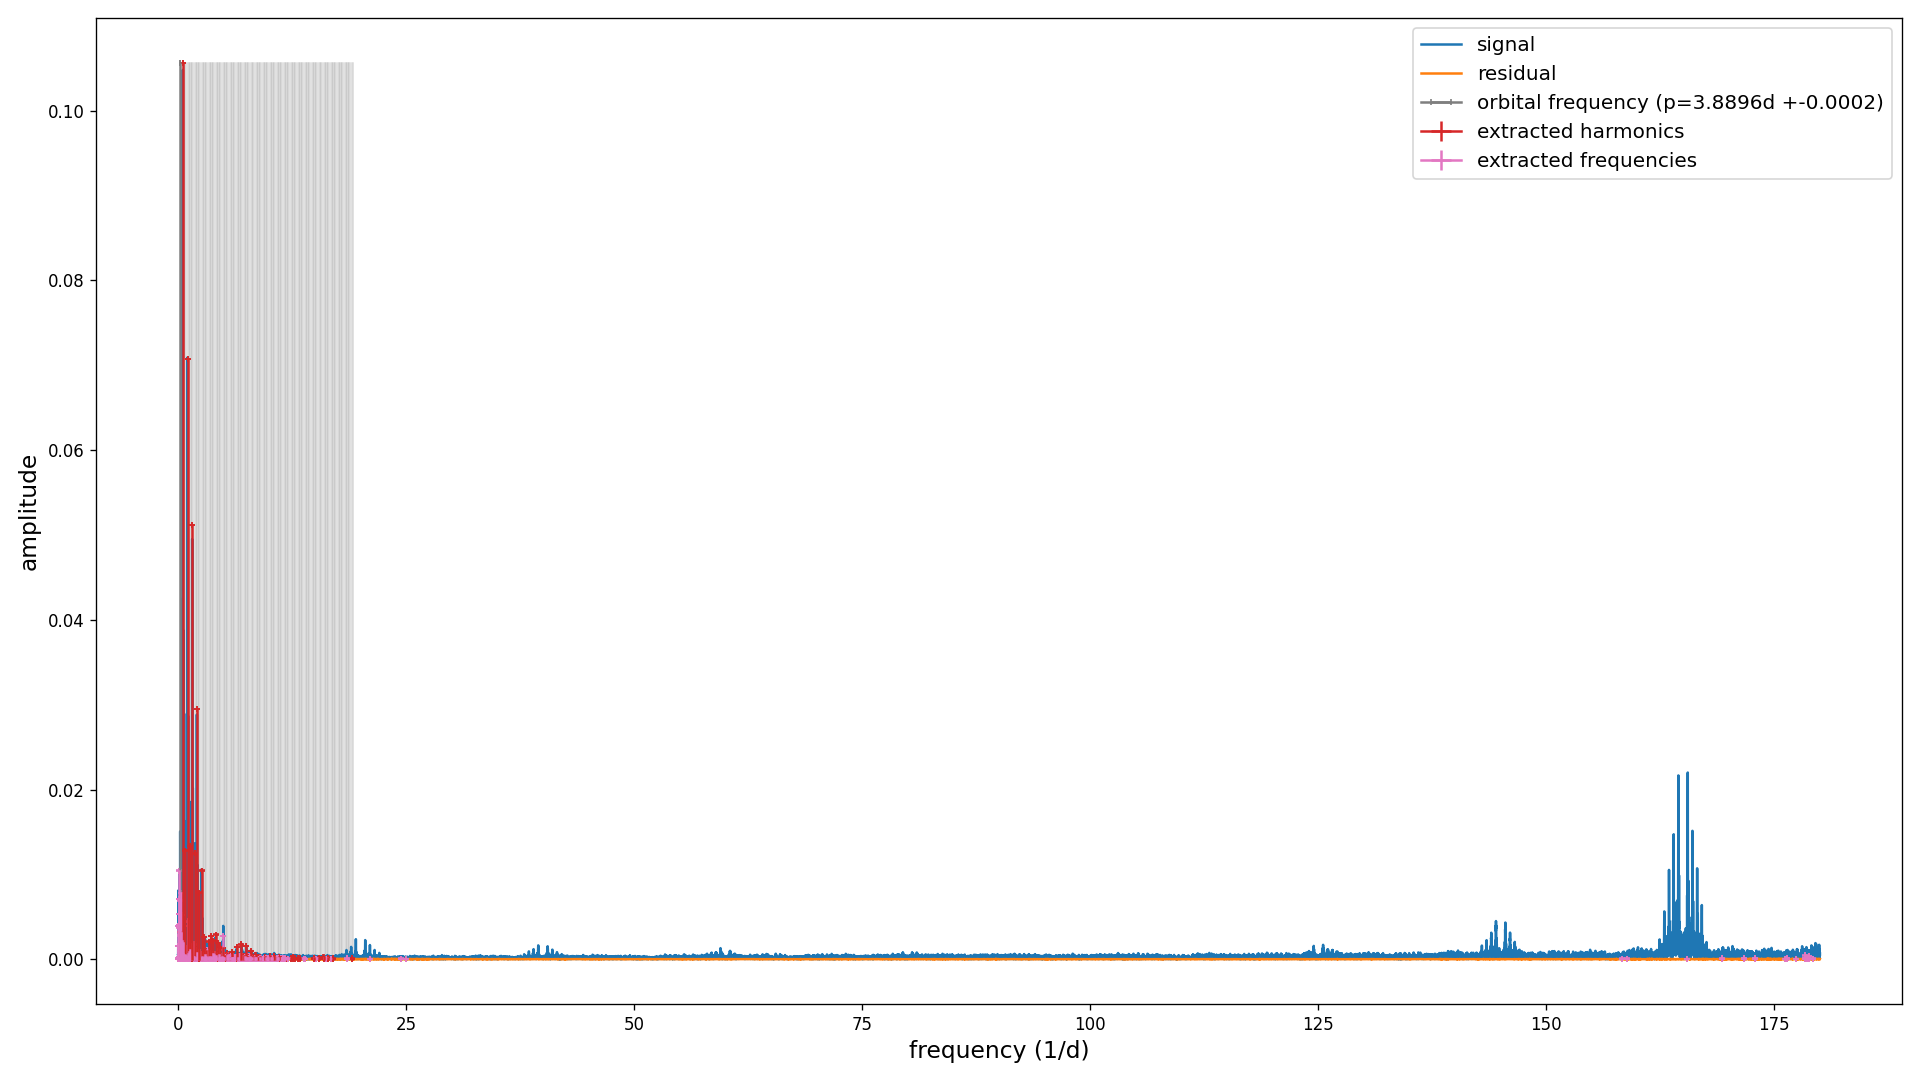 signal
residual
orbital frequency (p=3.8896d +-0.0002)
extracted harmonics
extracted frequencies
0.10
0.08
0.06
0.04
0.02
0.00
amplitude
0 25 50 75 100 125 150 175
frequency (1/d)